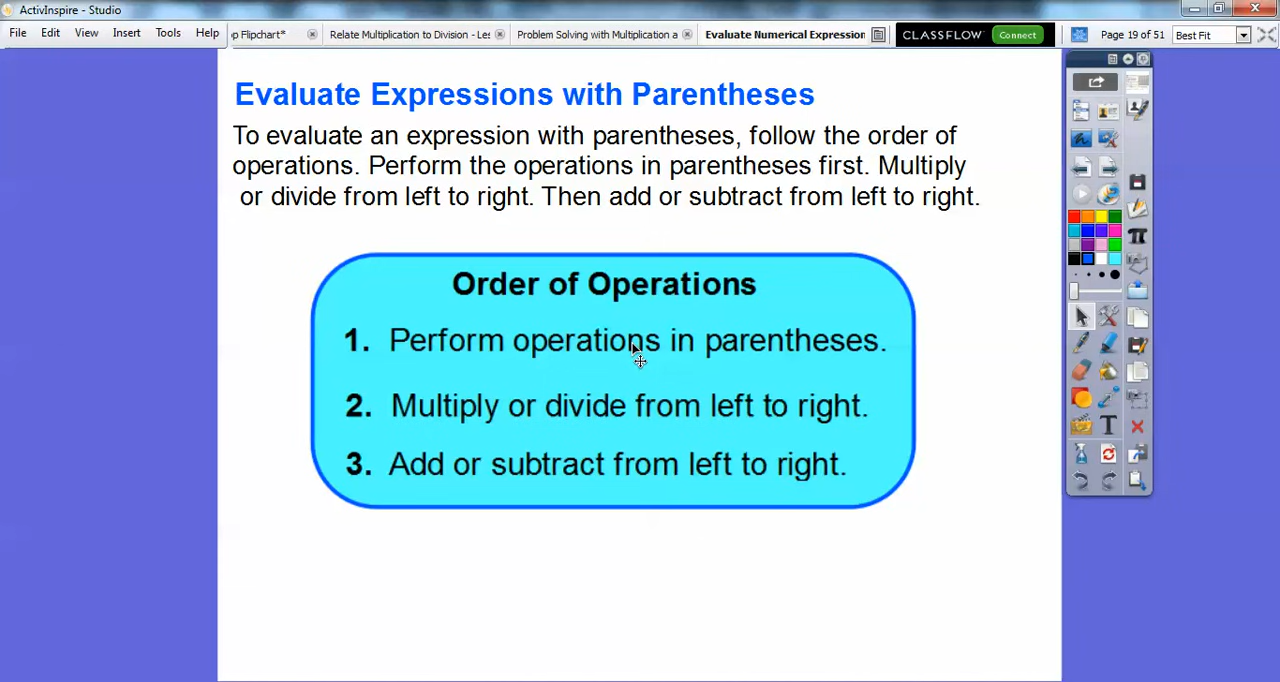 ActivInspire - Studio
File Edit View Insert Tools Help
p Flipchart* Relate Multiplication to Division - Les Problem Solving with Multiplication a Evaluate Numerical Expression
CLASSFLOW Connect
Page 19 of 51 Best Fit
Evaluate Expressions with Parentheses
To evaluate an expression with parentheses, follow the order of
operations. Perform the operations in parentheses first. Multiply
or divide from left to right. Then add or subtract from left to right.
Order of Operations
1. Perform operations in parentheses.
2. Multiply or divide from left to right.
3. Add or subtract from left to right.